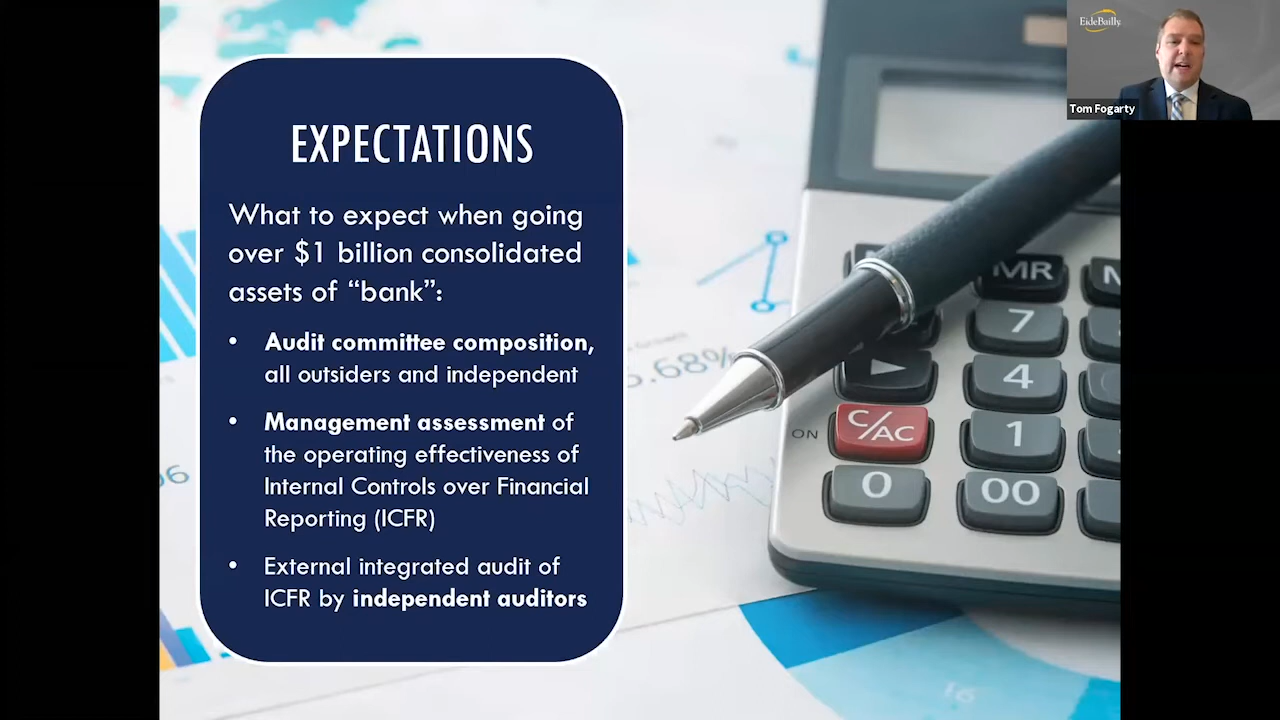 EideBailly
Tom Fogarty
EXPECTATIONS
What to expect when going
over $1 billion consolidated
assets of “bank”:
• Audit committee composition,
all outsiders and independent
• Management assessment of
the operating effectiveness of
Internal Controls over Financial
Reporting (ICFR)
• External integrated audit of
ICFR by independent auditors
.68%
MR
7
4
ON
C/AC
1
0
00
16